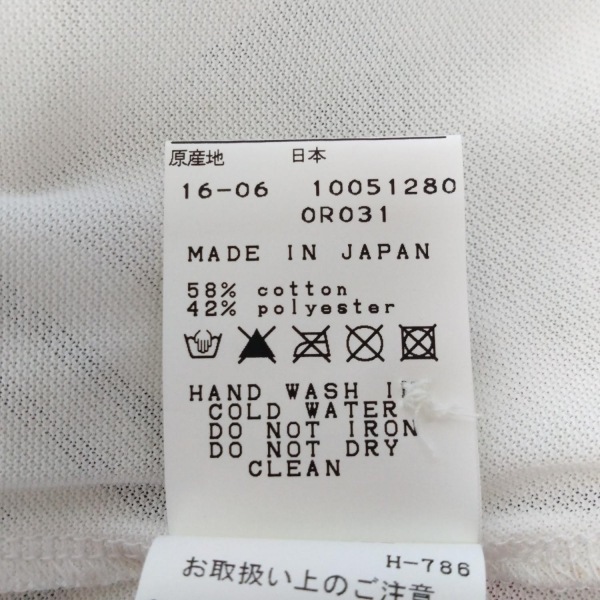 原産地 日本
16-06 10051280
0R031
MADE IN JAPAN
58% cotton
42% polyester
HAND WASH IN
COLD WATER
DO NOT IRON
DO NOT DRY
CLEAN
H-786
お取扱い上のご注意